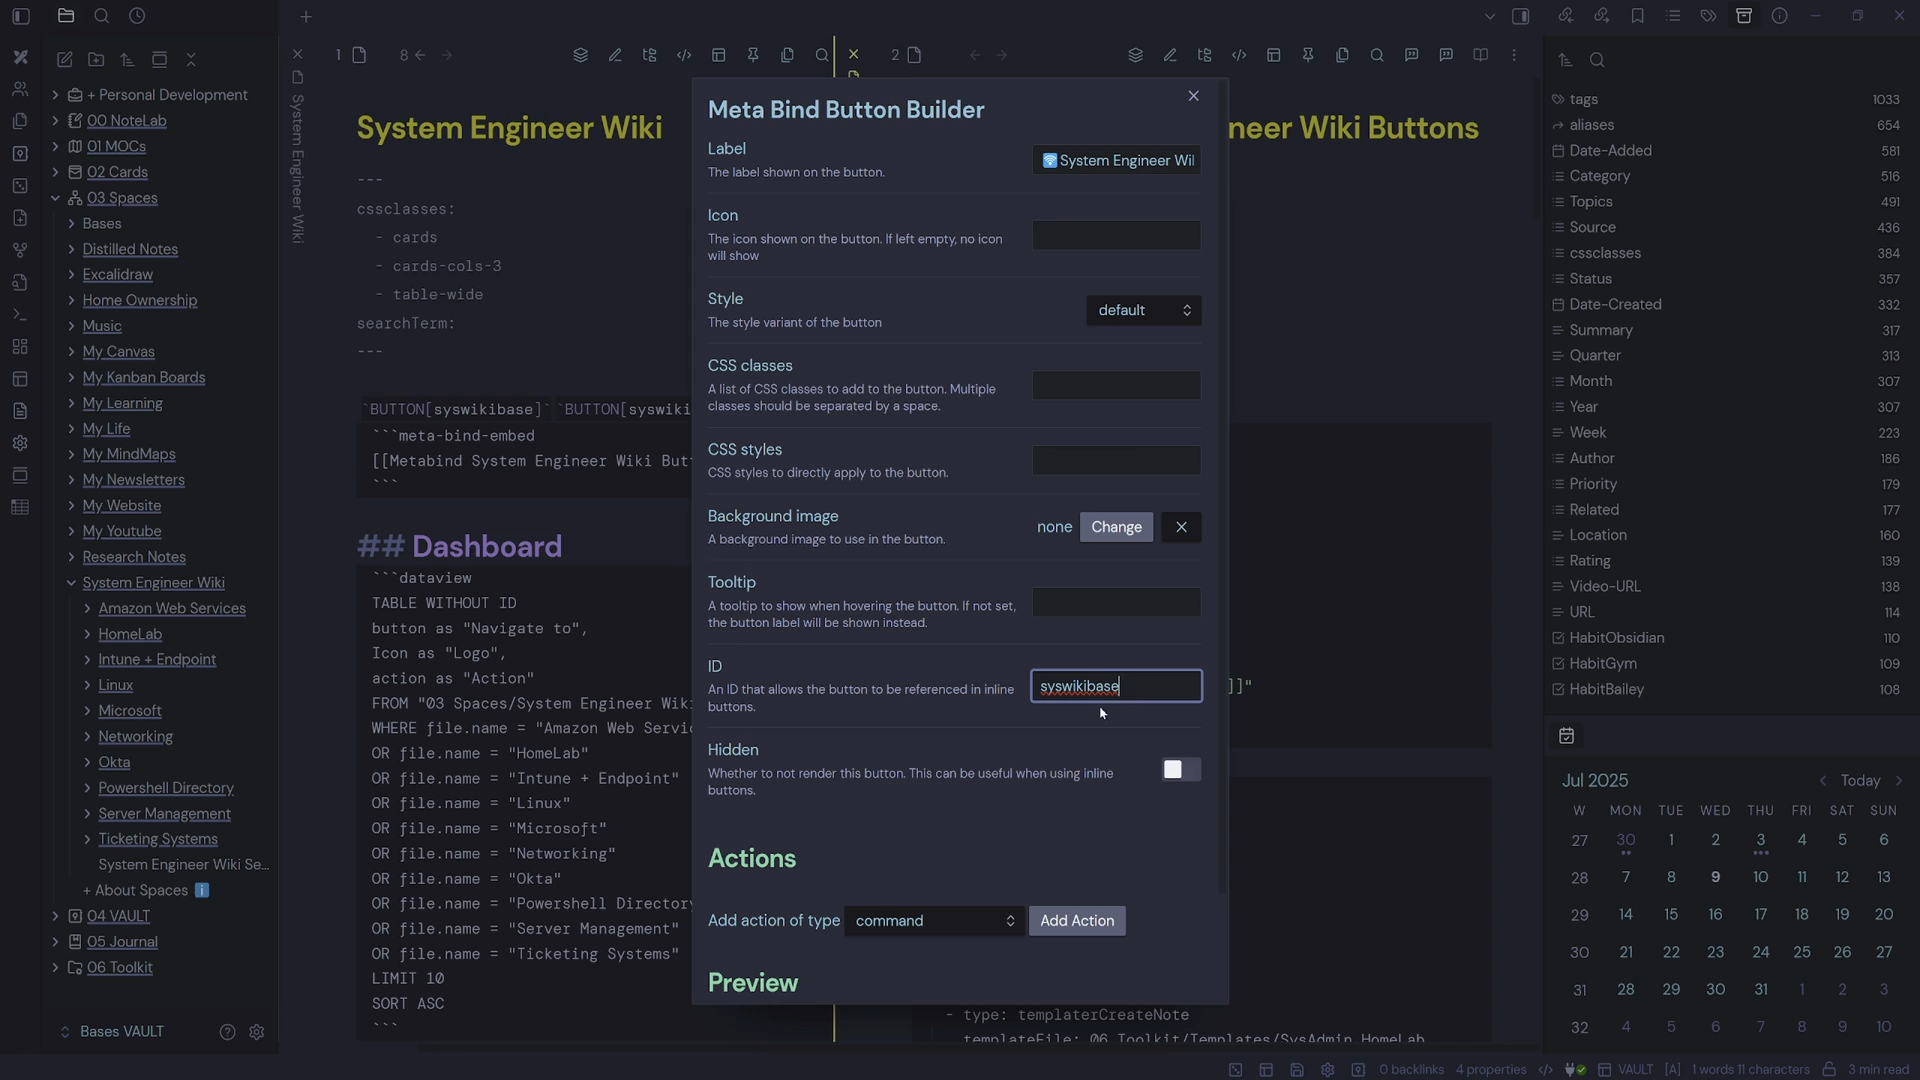 1
8
2
+ Personal Development
00 NoteLab
01 MOCs
02 Cards
03 Spaces
Bases
Distilled Notes
Excalidraw
Home Ownership
Music
My Canvas
My Kanban Boards
My Learning
My Life
My MindMaps
My Newsletters
My Website
My Youtube
Research Notes
System Engineer Wiki
Amazon Web Services
HomeLab
Intune + Endpoint
Linux
Microsoft
Networking
Okta
Powershell Directory
Server Management
Ticketing Systems
System Engineer Wiki Se...
+ About Spaces
04 VAULT
05 Journal
06 Toolkit
Bases VAULT
System Engineer Wiki
System Engineer Wiki
---
cssclasses:
- cards
- cards-cols-3
- table-wide
searchTerm:
---
`BUTTON[syswikibase]` `BUTTON[syswiki
```meta-bind-embed
[[Metabind System Engineer Wiki But
```
## Dashboard
```dataview
TABLE WITHOUT ID
button as "Navigate to",
Icon as "Logo",
action as "Action"
FROM "03 Spaces/System Engineer Wiki
WHERE file.name = "Amazon Web Servi
OR file.name = "HomeLab"
OR file.name = "Intune + Endpoint"
OR file.name = "Linux"
OR file.name = "Microsoft"
OR file.name = "Networking"
OR file.name = "Okta"
OR file.name = "Powershell Directory
OR file.name = "Server Management"
OR file.name = "Ticketing Systems"
LIMIT 10
SORT ASC
```
Meta Bind Button Builder
Label
The label shown on the button.
System Engineer Wil
Icon
The icon shown on the button. If left empty, no icon
will show
Style
The style variant of the button
default
CSS classes
A list of CSS classes to add to the button. Multiple
classes should be separated by a space.
CSS styles
CSS styles to directly apply to the button.
Background image
A background image to use in the button.
none
Change
Tooltip
A tooltip to show when hovering the button. If not set,
the button label will be shown instead.
ID
An ID that allows the button to be referenced in inline
buttons.
syswikibase
Hidden
Whether to not render this button. This can be useful when using inline
buttons.
Actions
Add action of type
command
Add Action
Preview
neer Wiki Buttons
]]"
- type: templaterCreateNote
templateFile: 06 Toolkit/Templates/SysAdmin HomeLab
tags 1033
aliases 654
Date-Added 581
Category 516
Topics 491
Source 436
cssclasses 384
Status 357
Date-Created 332
Summary 317
Quarter 313
Month 307
Year 307
Week 223
Author 186
Priority 179
Related 177
Location 160
Rating 139
Video-URL 138
URL 114
HabitObsidian 110
HabitGym 109
HabitBailey 108
Jul 2025
Today
W MON TUE WED THU FRI SAT SUN
27 30 1 2 3 4 5 6
28 7 8 9 10 11 12 13
29 14 15 16 17 18 19 20
30 21 22 23 24 25 26 27
31 28 29 30 31 1 2 3
32 4 5 6 7 8 9 10
0 backlinks 4 properties VAULT [A] 1 words 11 characters 3 min read